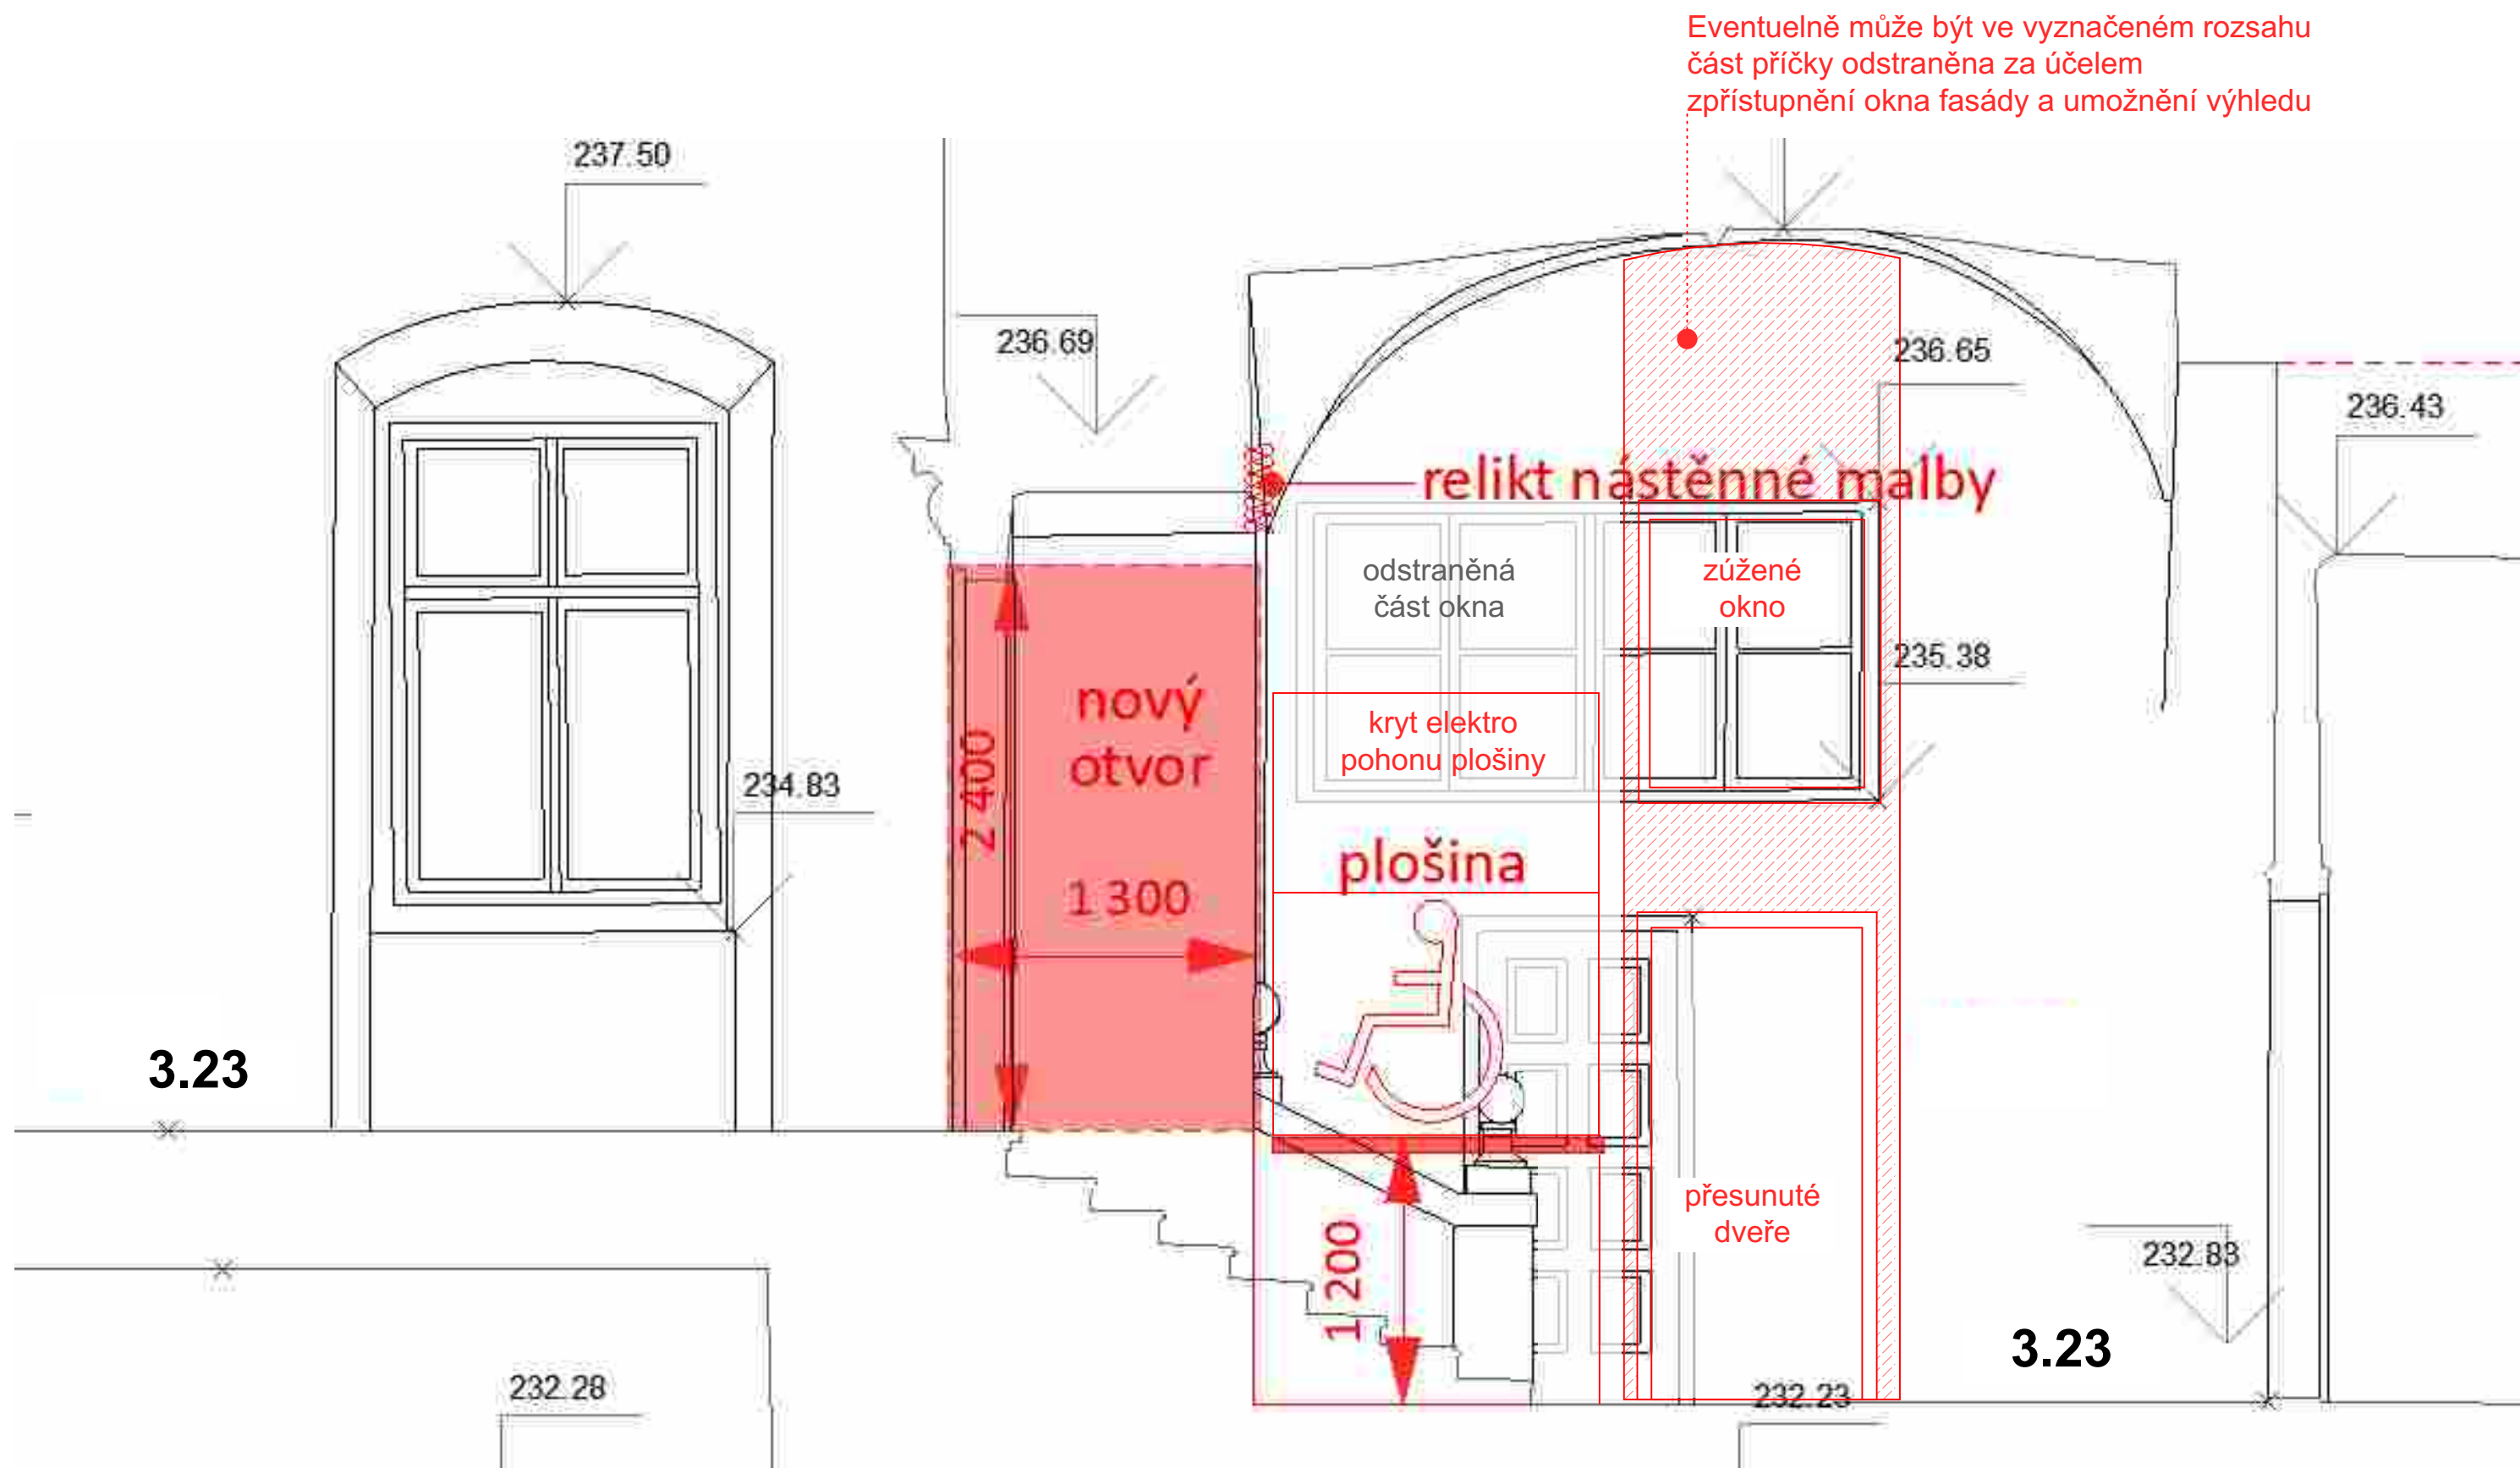 Eventuelně může být ve vyznačeném rozsahu
část příčky odstraněna za účelem
zpřístupnění okna fasády a umožnění výhledu
237.50
236.69
236.65
236.43
relikt nástěnné malby
odstraněná
část okna
zúžené
okno
235.38
nový
otvor
kryt elektro
pohonu plošiny
2 400
234.83
plošina
1 300
3.23
přesunuté
dveře
1 200
232.83
3.23
232.28
232.23